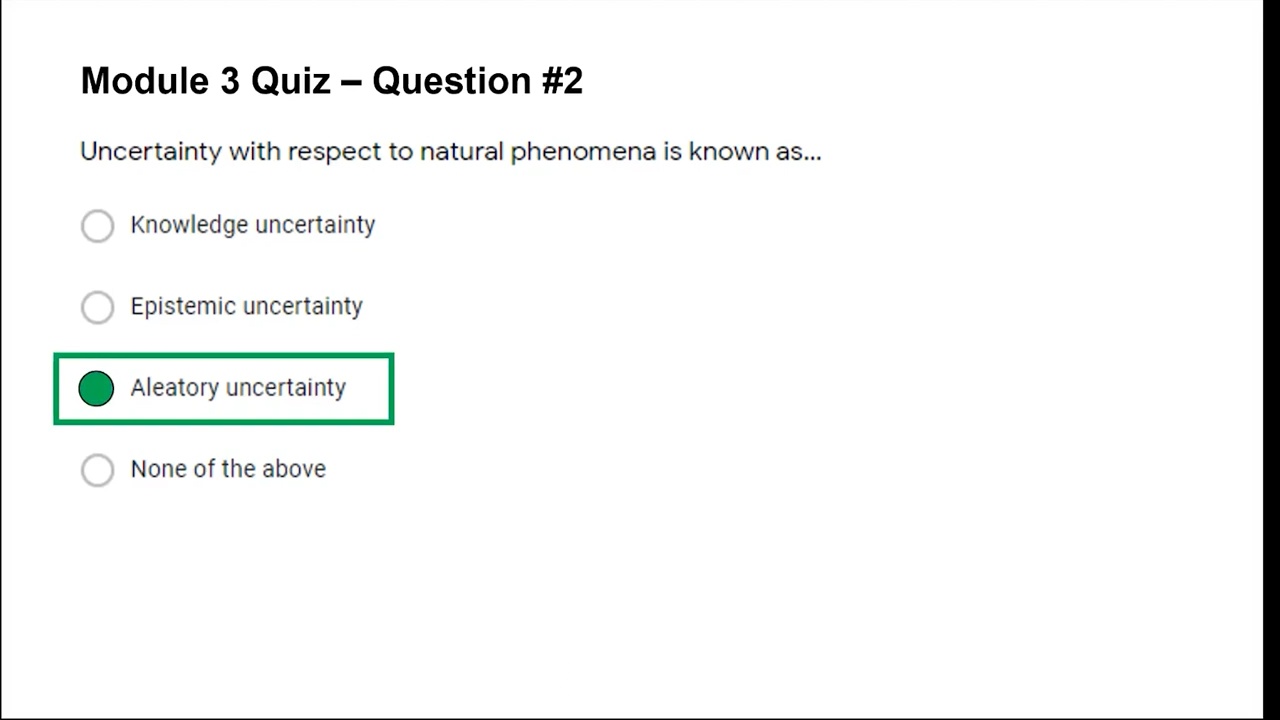 Module 3 Quiz – Question #2
Uncertainty with respect to natural phenomena is known as...
Knowledge uncertainty
Epistemic uncertainty
Aleatory uncertainty
None of the above